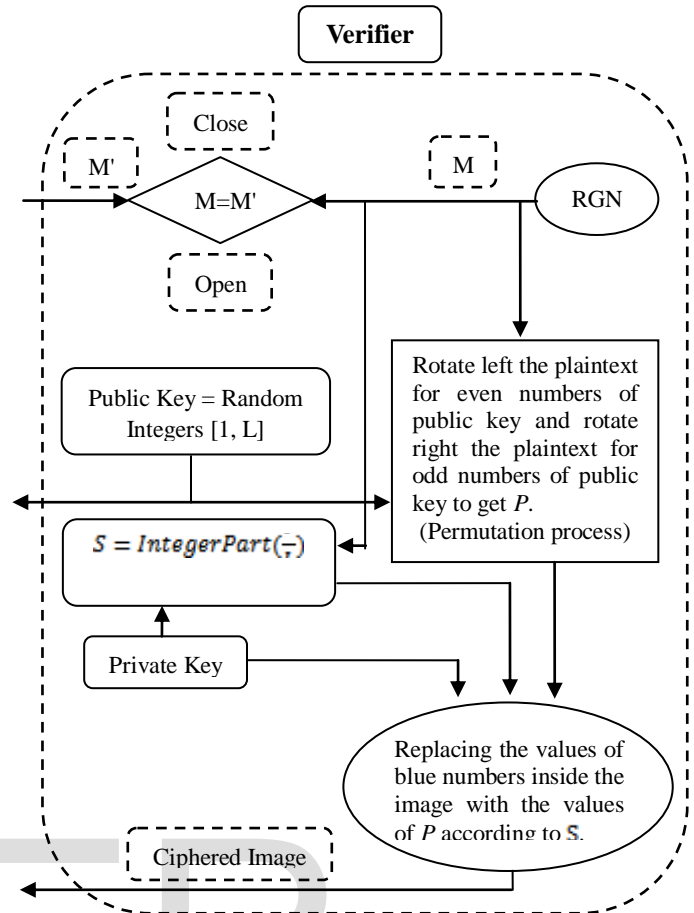 Verifier
Close
M'
M
M=M'
RGN
Open
Rotate left the plaintext
for even numbers of
public key and rotate
right the plaintext for
odd numbers of public
key to get P.
(Permutation process)
Public Key = Random
Integers [1, L]
S = IntegerPart(
Private Key
Replacing the values of
blue numbers inside the
image with the values
of P according to S.
Ciphered Image